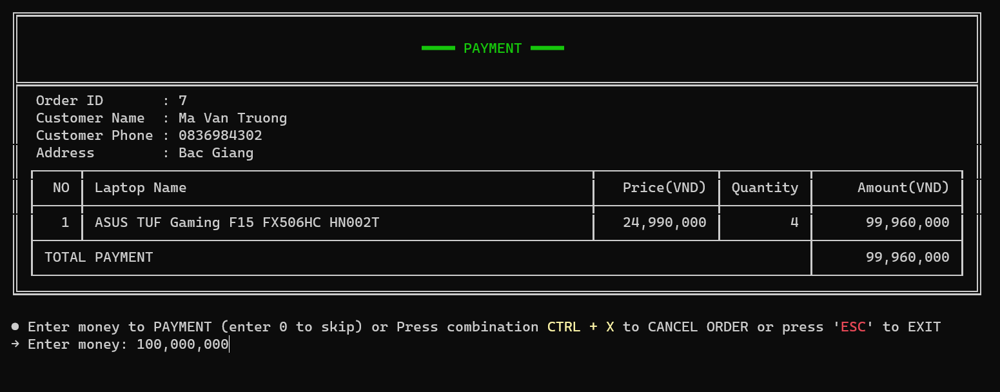 PAYMENT
Order ID : 7
Customer Name : Ma Van Truong
Customer Phone : 0836984302
Address : Bac Giang
NO Laptop Name Price(VND) Quantity Amount(VND)
1 ASUS TUF Gaming F15 FX506HC HN002T 24,990,000 4 99,960,000
TOTAL PAYMENT 99,960,000
● Enter money to PAYMENT (enter 0 to skip) or Press combination CTRL + X to CANCEL ORDER or press 'ESC' to EXIT
→ Enter money: 100,000,000